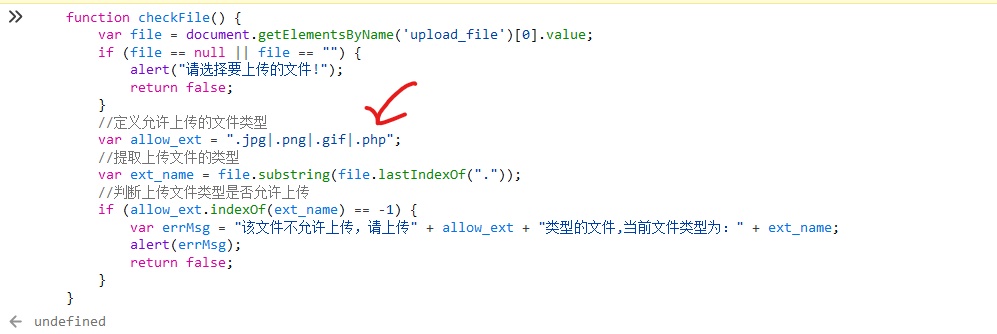 function checkFile() {
var file = document.getElementsByName('upload_file')[0].value;
if (file == null || file == "") {
alert("请选择要上传的文件!");
return false;
}
//定义允许上传的文件类型
var allow_ext = ".jpg|.png|.gif|.php";
//提取上传文件的类型
var ext_name = file.substring(file.lastIndexOf("."));
//判断上传文件类型是否允许上传
if (allow_ext.indexOf(ext_name) == -1) {
var errMsg = "该文件不允许上传，请上传" + allow_ext + "类型的文件,当前文件类型为：" + ext_name;
alert(errMsg);
return false;
}
}
undefined